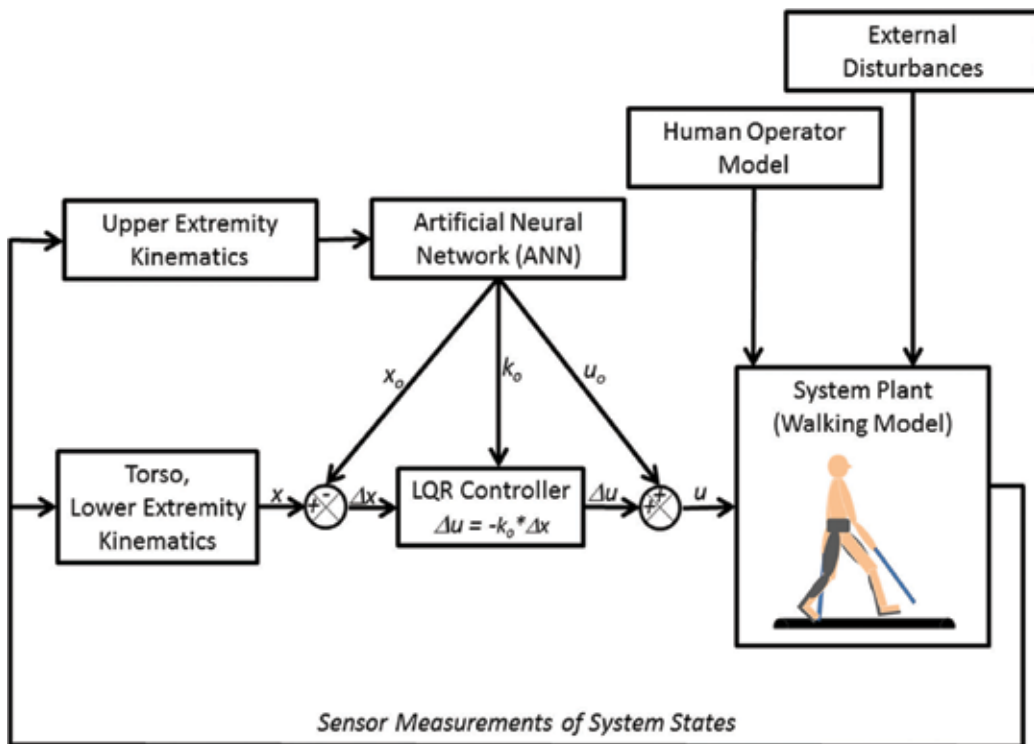 External
Disturbances
Human Operator
Model
Upper Extremity
Kinematics
Artificial Neural
Network (ANN)
xₒ
kₒ
uₒ
System Plant
(Walking Model)
Torso,
Lower Extremity
Kinematics
x
+
-
Δx
LQR Controller
Δu = -kₒ*Δx
Δu
+
+
u
Sensor Measurements of System States